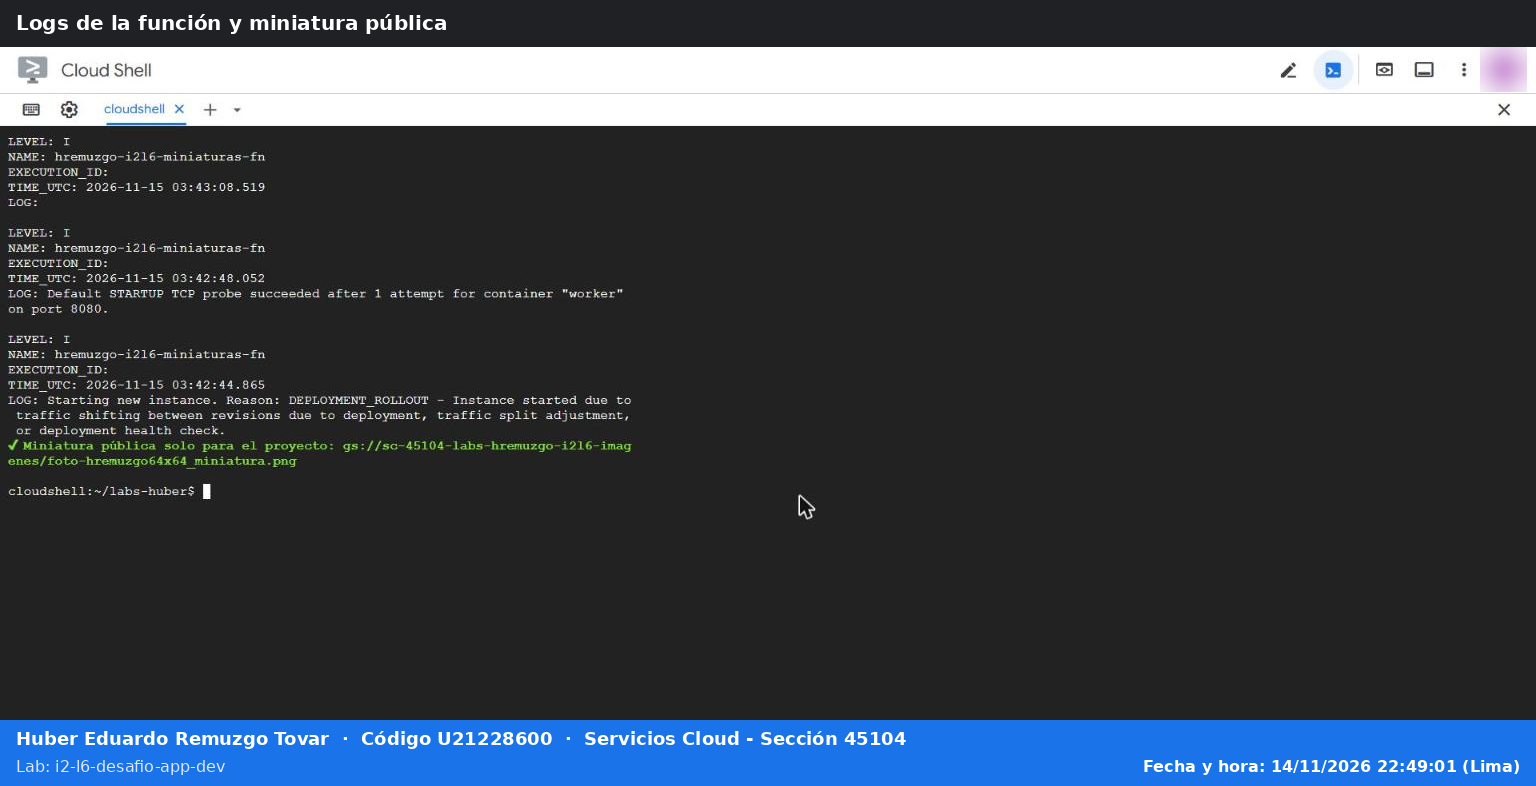 Logs de la función y miniatura pública
Cloud Shell
cloudshell
LEVEL: I
NAME: hremuzgo-i2l6-miniaturas-fn
EXECUTION_ID:
TIME_UTC: 2026-11-15 03:43:08.519
LOG:
LEVEL: I
NAME: hremuzgo-i2l6-miniaturas-fn
EXECUTION_ID:
TIME_UTC: 2026-11-15 03:42:48.052
LOG: Default STARTUP TCP probe succeeded after 1 attempt for container "worker"
on port 8080.
LEVEL: I
NAME: hremuzgo-i2l6-miniaturas-fn
EXECUTION_ID:
TIME_UTC: 2026-11-15 03:42:44.865
LOG: Starting new instance. Reason: DEPLOYMENT_ROLLOUT - Instance started due to
traffic shifting between revisions due to deployment, traffic split adjustment,
or deployment health check.
✔ Miniatura pública solo para el proyecto: gs://sc-45104-labs-hremuzgo-i2l6-imag
enes/foto-hremuzgo64x64_miniatura.png
cloudshell:~/labs-huber$
Huber Eduardo Remuzgo Tovar · Código U21228600 · Servicios Cloud - Sección 45104
Lab: i2-l6-desafio-app-dev
Fecha y hora: 14/11/2026 22:49:01 (Lima)